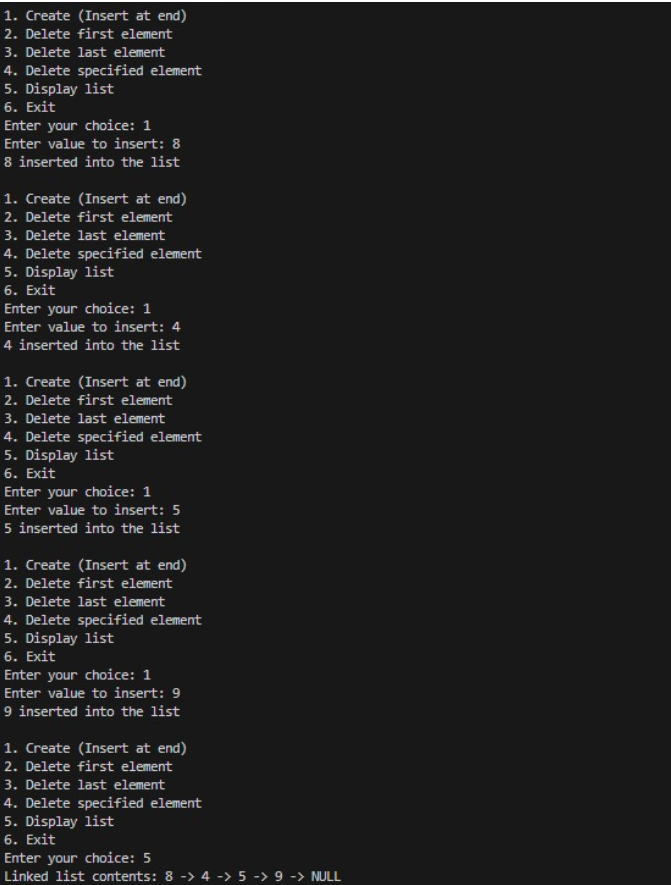 1. Create (Insert at end)
2. Delete first element
3. Delete last element
4. Delete specified element
5. Display list
6. Exit
Enter your choice: 1
Enter value to insert: 8
8 inserted into the list

1. Create (Insert at end)
2. Delete first element
3. Delete last element
4. Delete specified element
5. Display list
6. Exit
Enter your choice: 1
Enter value to insert: 4
4 inserted into the list

1. Create (Insert at end)
2. Delete first element
3. Delete last element
4. Delete specified element
5. Display list
6. Exit
Enter your choice: 1
Enter value to insert: 5
5 inserted into the list

1. Create (Insert at end)
2. Delete first element
3. Delete last element
4. Delete specified element
5. Display list
6. Exit
Enter your choice: 1
Enter value to insert: 9
9 inserted into the list

1. Create (Insert at end)
2. Delete first element
3. Delete last element
4. Delete specified element
5. Display list
6. Exit
Enter your choice: 5
Linked list contents: 8 -> 4 -> 5 -> 9 -> NULL